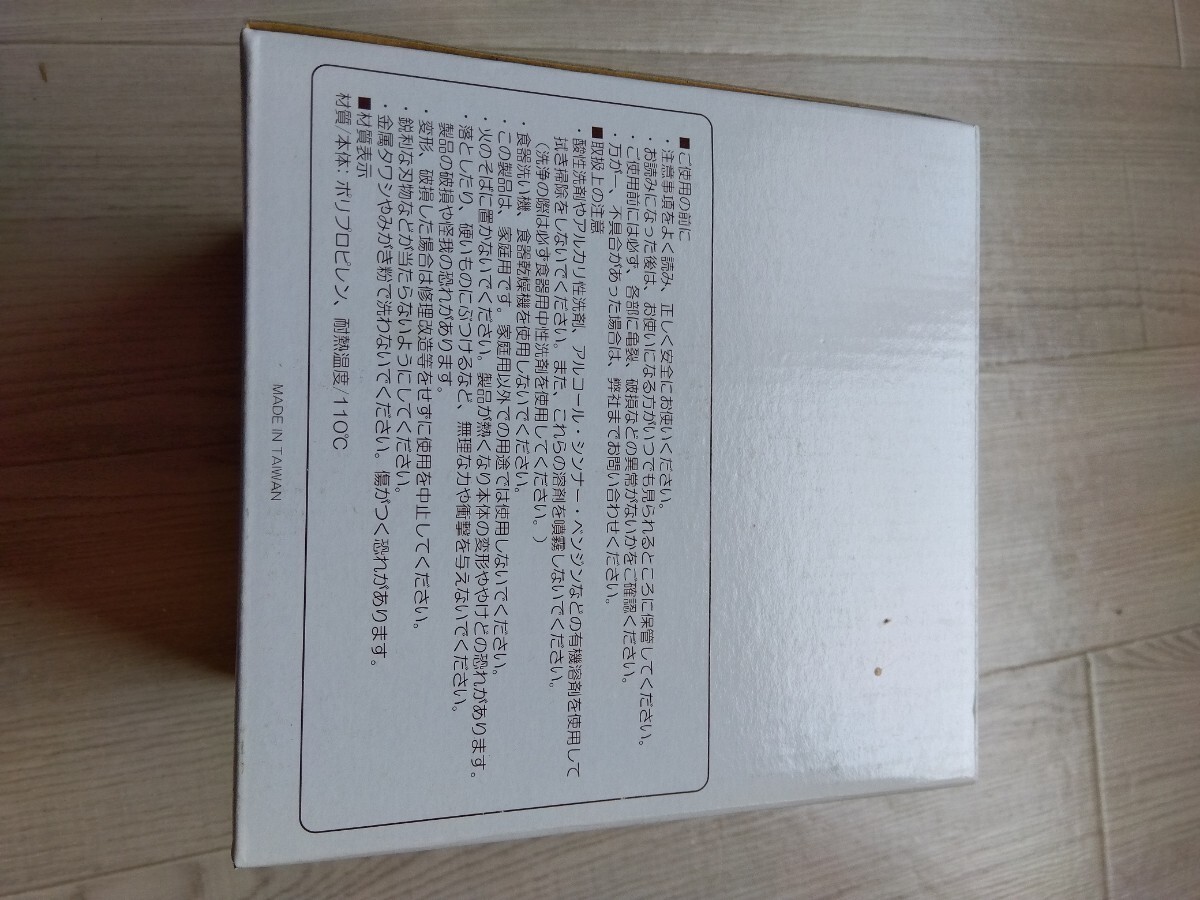 ■ご使用の前に
・注意事項をよく読み、正しく安全にお使いください。
・お読みになった後は、お使いになる方がいつでも見られるところに保管してください。
・ご使用前には必ず、各部に亀裂、破損などの異常がないかをご確認ください。
・万が一、不具合があった場合は、弊社までお問い合わせください。
■取扱上の注意
・酸性洗剤やアルカリ性洗剤、アルコール・シンナー・ベンジンなどの有機溶剤を使用して
拭き掃除をしないでください。また、これらの溶剤を噴霧しないでください。
（洗浄の際は必ず食器用中性洗剤を使用してください。）
・食器洗い機、食器乾燥機を使用しないでください。
・この製品は、家庭用です。家庭用以外での用途では使用しないでください。
・火のそばに置かないでください。製品が熱くなり本体の変形ややけどの恐れがあります。
・落としたり、硬いものにぶつけるなど、無理な力や衝撃を与えないでください。
製品の破損や怪我の恐れがあります。
・変形、破損した場合は修理改造等をせずに使用を中止してください。
・鋭利な刃物などが当たらないようにしてください。
・金属タワシやみがき粉で洗わないでください。傷がつく恐れがあります。
■材質表示
材質/本体：ポリプロピレン、耐熱温度/110℃
MADE IN TAIWAN